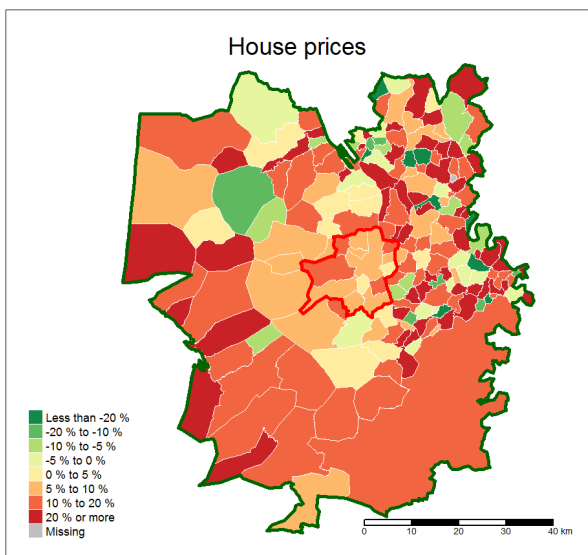 House prices
Less than -20 %
-20 % to -10 %
-10 % to -5 %
-5 % to 0 %
0 % to 5 %
5 % to 10 %
10 % to 20 %
20 % or more
Missing
0 10 20 30 40 km